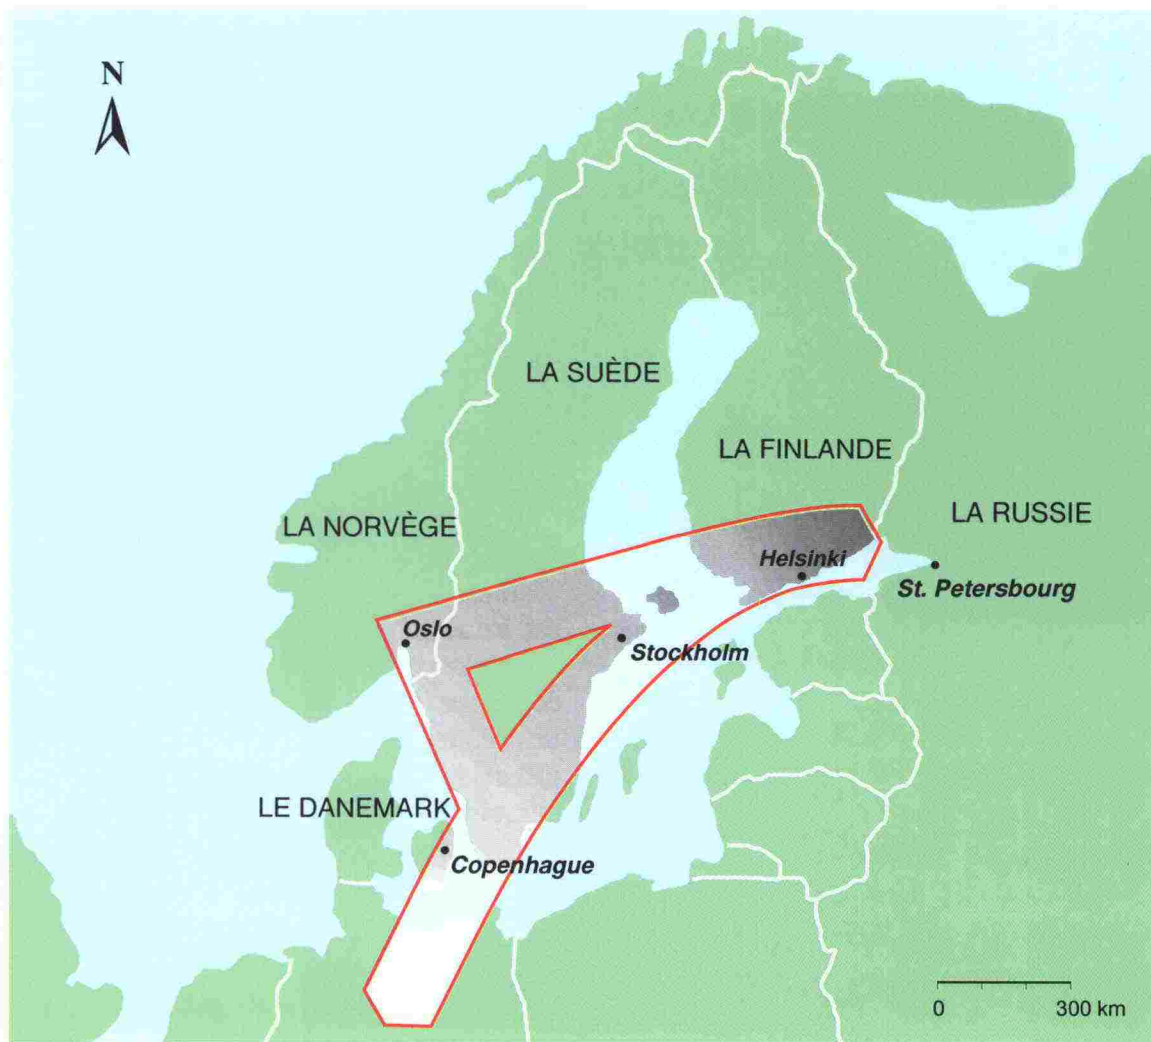 N
LA SUÈDE
LA FINLANDE
LA NORVÈGE
LA RUSSIE
Helsinki
St. Petersbourg
Oslo
Stockholm
LE DANEMARK
Copenhague
0 300 km